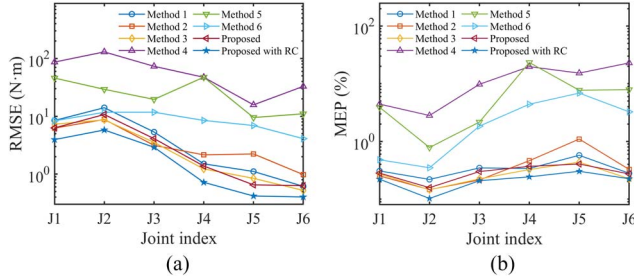 (a)
Method 1 Method 5
Method 2 Method 6
Method 3 Proposed
Method 4 Proposed with RC
RMSE (N·m)
10²
10¹
10⁰
J1 J2 J3 J4 J5 J6
Joint index
(b)
Method 1 Method 5
Method 2 Method 6
Method 3 Proposed
Method 4 Proposed with RC
MEP (%)
10²
10⁰
J1 J2 J3 J4 J5 J6
Joint index